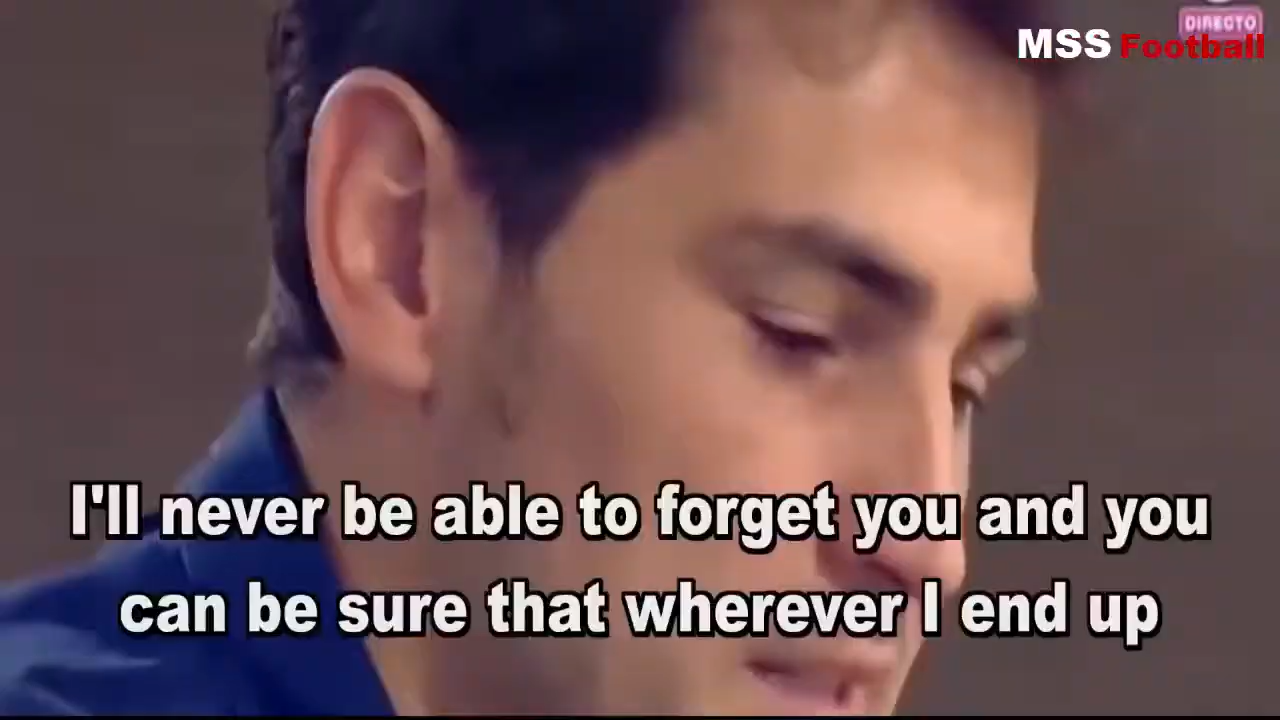 DIRECTO
MSS Football
I'll never be able to forget you and you
can be sure that wherever I end up